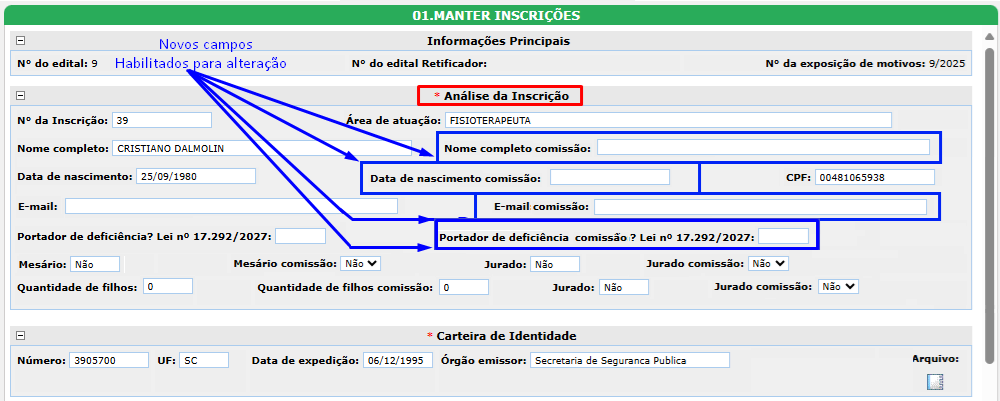 01.MANTER INSCRIÇÕES
Informações Principais
Novos campos
Habilitados para alteração
Nº do edital: 9 Nº do edital Retificador: Nº da exposição de motivos: 9/2025
* Análise da Inscrição
Nº da Inscrição: 39 Área de atuação: FISIOTERAPEUTA
Nome completo: CRISTIANO DALMOLIN Nome completo comissão:
Data de nascimento: 25/09/1980 Data de nascimento comissão: CPF: 00481065938
E-mail: E-mail comissão:
Portador de deficiência? Lei nº 17.292/2027: Portador de deficiência comissão ? Lei nº 17.292/2027:
Mesário: Não Mesário comissão: Não Jurado: Não Jurado comissão: Não
Quantidade de filhos: 0 Quantidade de filhos comissão: 0 Jurado: Não Jurado comissão: Não
* Carteira de Identidade
Número: 3905700 UF: SC Data de expedição: 06/12/1995 Órgão emissor: Secretaria de Seguranca Publica Arquivo: